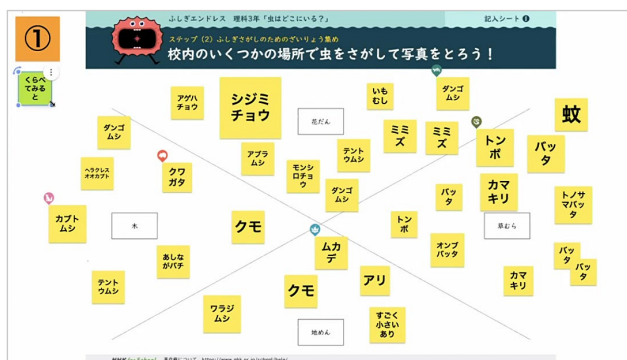 ①
くらべ
てみる
と
ふしぎエンドレス 理科3年「虫はどこにいる？」
記入シート❶
ステップ（2）ふしぎさがしのためのざいりょう集め
校内のいくつかの場所で虫をさがして写真をとろう！
アゲハ
チョウ
シジミ
チョウ
花だん
いも
むし
ダンゴ
ムシ
蚊
ダンゴ
ムシ
ミミ
ズ
ミミ
ズ
トン
ボ
バッ
タ
アブラ
ムシ
モンシ
ロチョ
ウ
テント
ウムシ
ダンゴ
ムシ
ヘラクレス
オオカブト
クワ
ガタ
バッ
タ
カマ
キリ
トノサ
マバッ
タ
カブト
ムシ
木
クモ
トン
ボ
草むら
ムカ
デ
オンブ
バッタ
バッ
タ
バッ
タ
あしな
がバチ
テント
ウムシ
クモ
アリ
カマ
キリ
ワラジ
ムシ
地めん
すごく
小さい
あり